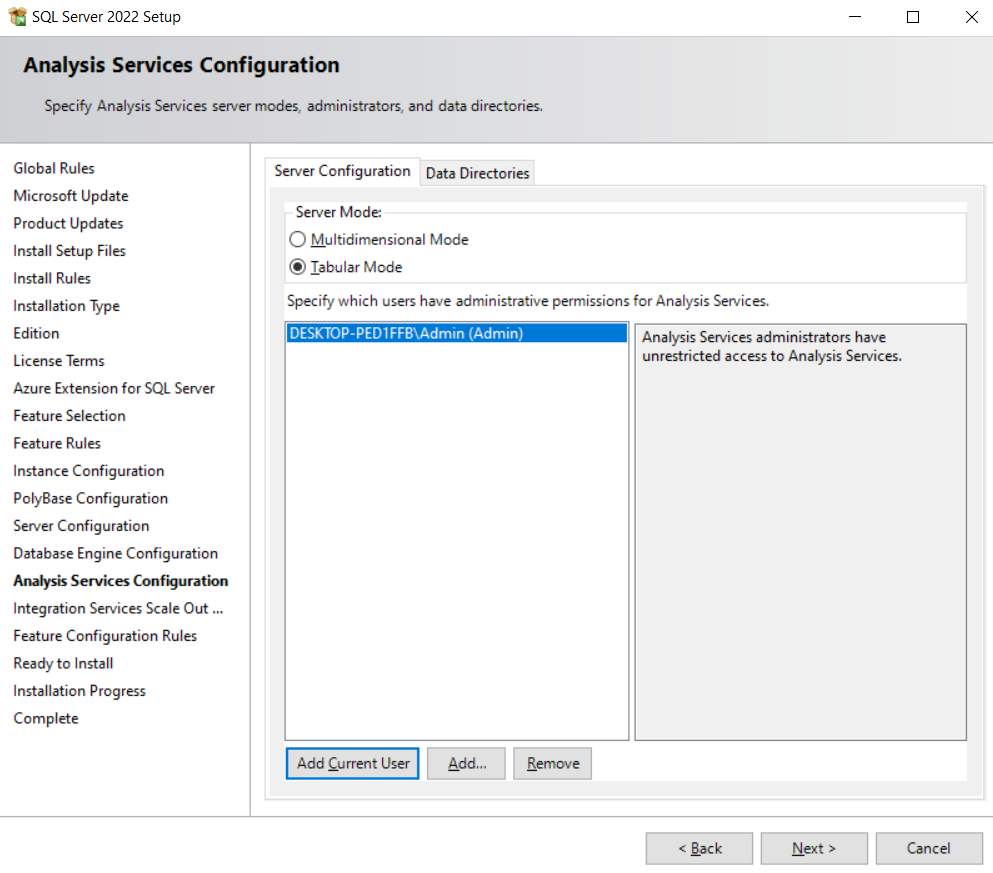 SQL Server 2022 Setup
Analysis Services Configuration
Specify Analysis Services server modes, administrators, and data directories.
Global Rules
Microsoft Update
Product Updates
Install Setup Files
Install Rules
Installation Type
Edition
License Terms
Azure Extension for SQL Server
Feature Selection
Feature Rules
Instance Configuration
PolyBase Configuration
Server Configuration
Database Engine Configuration
Analysis Services Configuration
Integration Services Scale Out ...
Feature Configuration Rules
Ready to Install
Installation Progress
Complete
Server Configuration
Data Directories
Server Mode:
Multidimensional Mode
Tabular Mode
Specify which users have administrative permissions for Analysis Services.
DESKTOP-PED1FFB\Admin (Admin)
Analysis Services administrators have
unrestricted access to Analysis Services.
Add Current User
Add...
Remove
< Back
Next >
Cancel